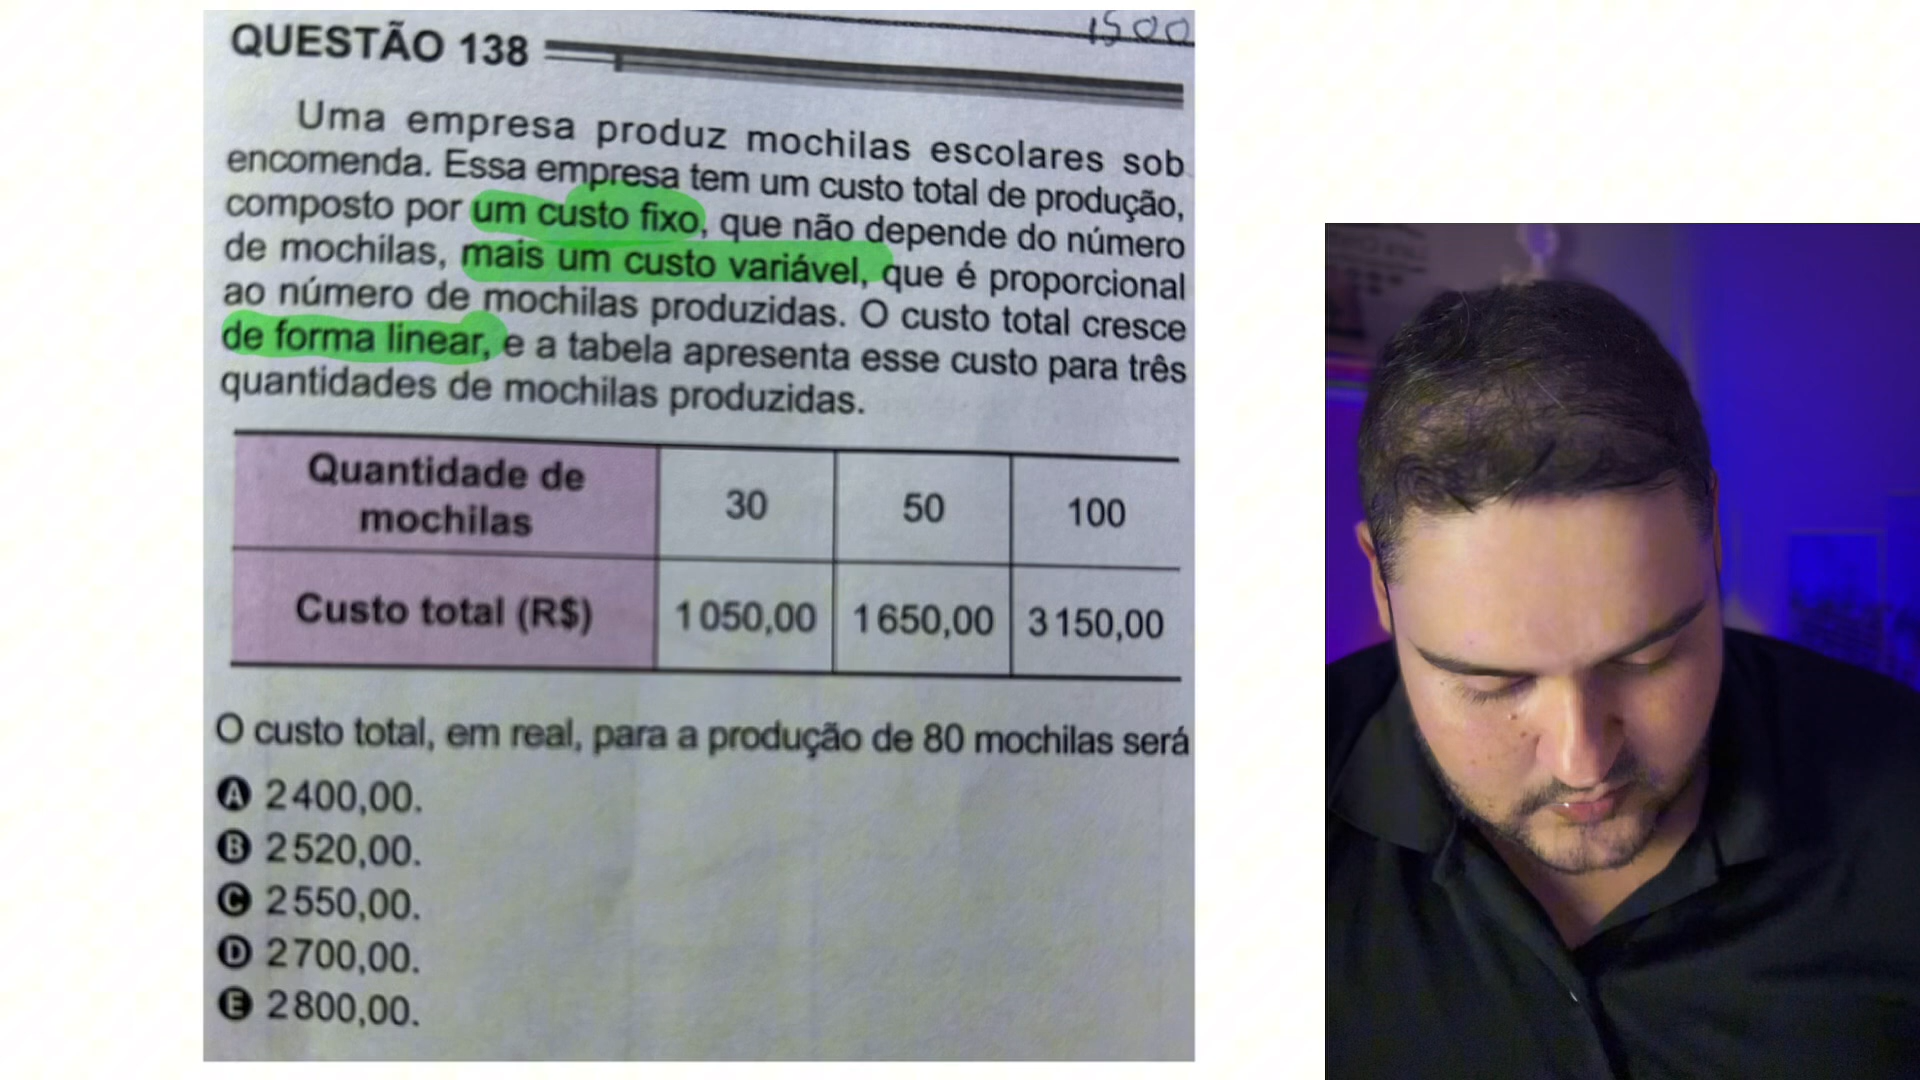 1500
QUESTÃO 138
Uma empresa produz mochilas escolares sob
encomenda. Essa empresa tem um custo total de produção,
composto por um custo fixo, que não depende do número
de mochilas, mais um custo variável, que é proporcional
ao número de mochilas produzidas. O custo total cresce
de forma linear, e a tabela apresenta esse custo para três
quantidades de mochilas produzidas.
Quantidade de
mochilas
30
50
100
Custo total (R$)
1 050,00
1 650,00
3 150,00
O custo total, em real, para a produção de 80 mochilas será
A 2 400,00.
B 2 520,00.
C 2 550,00.
D 2 700,00.
E 2 800,00.